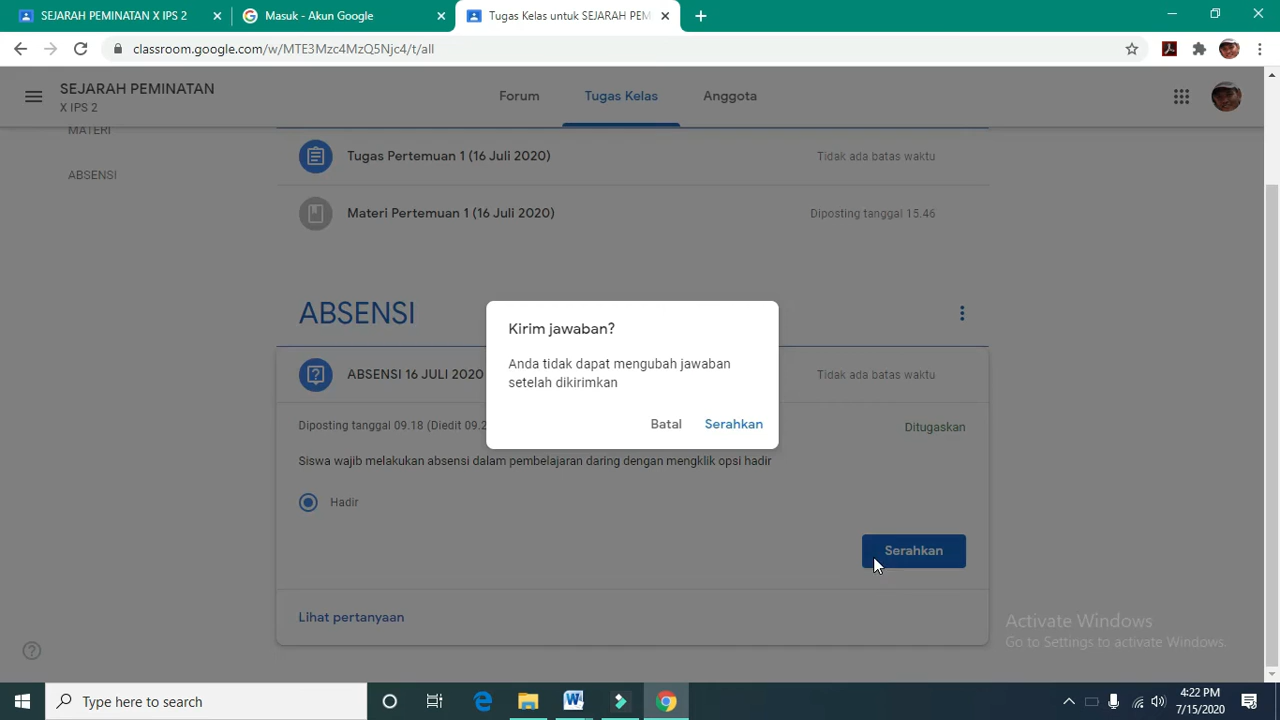 SEJARAH PEMINATAN X IPS 2
Masuk - Akun Google
Tugas Kelas untuk SEJARAH PEM
classroom.google.com/w/MTE3Mzc4MzQ5Njc4/t/all
SEJARAH PEMINATAN
X IPS 2
Forum
Tugas Kelas
Anggota
MATERI
ABSENSI
Tugas Pertemuan 1 (16 Juli 2020)
Tidak ada batas waktu
Materi Pertemuan 1 (16 Juli 2020)
Diposting tanggal 15.46
ABSENSI
Kirim jawaban?
Anda tidak dapat mengubah jawaban
setelah dikirimkan
Batal
Serahkan
ABSENSI 16 JULI 2020
Tidak ada batas waktu
Diposting tanggal 09.18 (Diedit 09.2
Ditugaskan
Siswa wajib melakukan absensi dalam pembelajaran daring dengan mengklik opsi hadir
Hadir
Serahkan
Lihat pertanyaan
Activate Windows
Go to Settings to activate Windows.
Type here to search
4:22 PM
7/15/2020